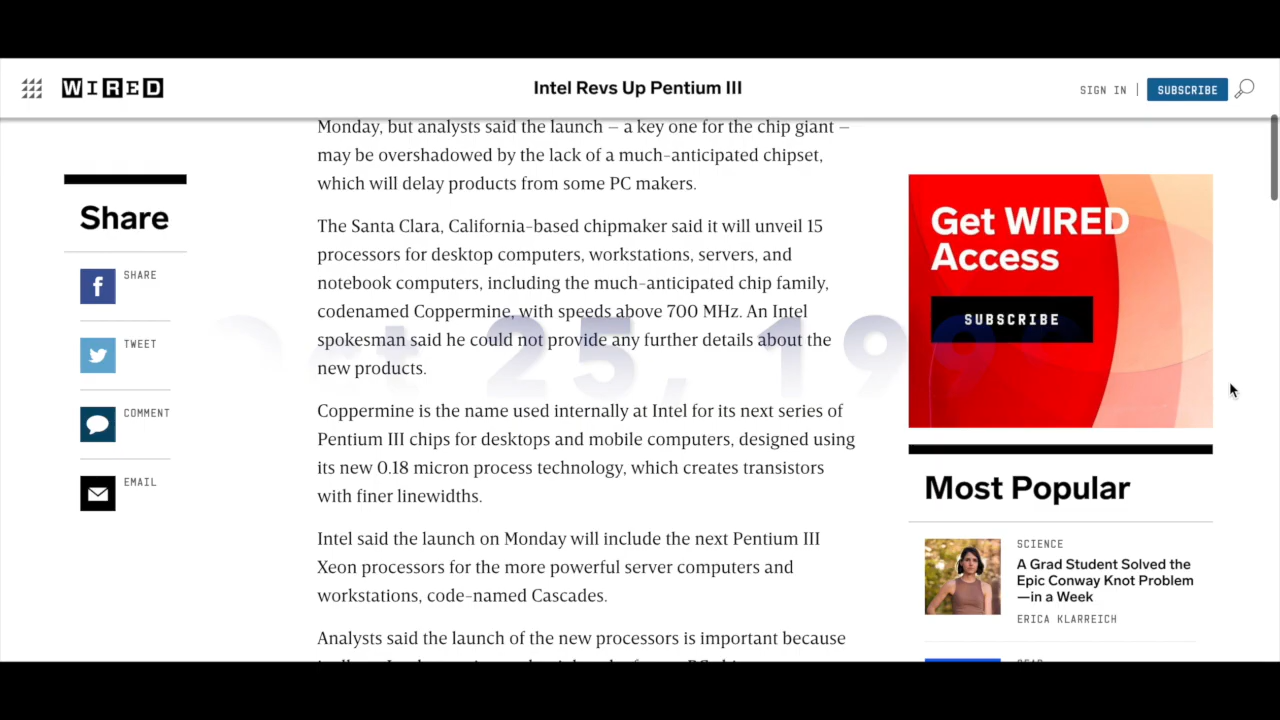 WIRED
Intel Revs Up Pentium III
SIGN IN
SUBSCRIBE
Monday, but analysts said the launch – a key one for the chip giant –
may be overshadowed by the lack of a much-anticipated chipset,
which will delay products from some PC makers.
The Santa Clara, California-based chipmaker said it will unveil 15
processors for desktop computers, workstations, servers, and
notebook computers, including the much-anticipated chip family,
codenamed Coppermine, with speeds above 700 MHz. An Intel
spokesman said he could not provide any further details about the
new products.
Coppermine is the name used internally at Intel for its next series of
Pentium III chips for desktops and mobile computers, designed using
its new 0.18 micron process technology, which creates transistors
with finer linewidths.
Intel said the launch on Monday will include the next Pentium III
Xeon processors for the more powerful server computers and
workstations, code-named Cascades.
Analysts said the launch of the new processors is important because
Share
SHARE
TWEET
COMMENT
EMAIL
Oct 25, 199
Get WIRED
Access
SUBSCRIBE
Most Popular
SCIENCE
A Grad Student Solved the
Epic Conway Knot Problem
—in a Week
ERICA KLARREICH